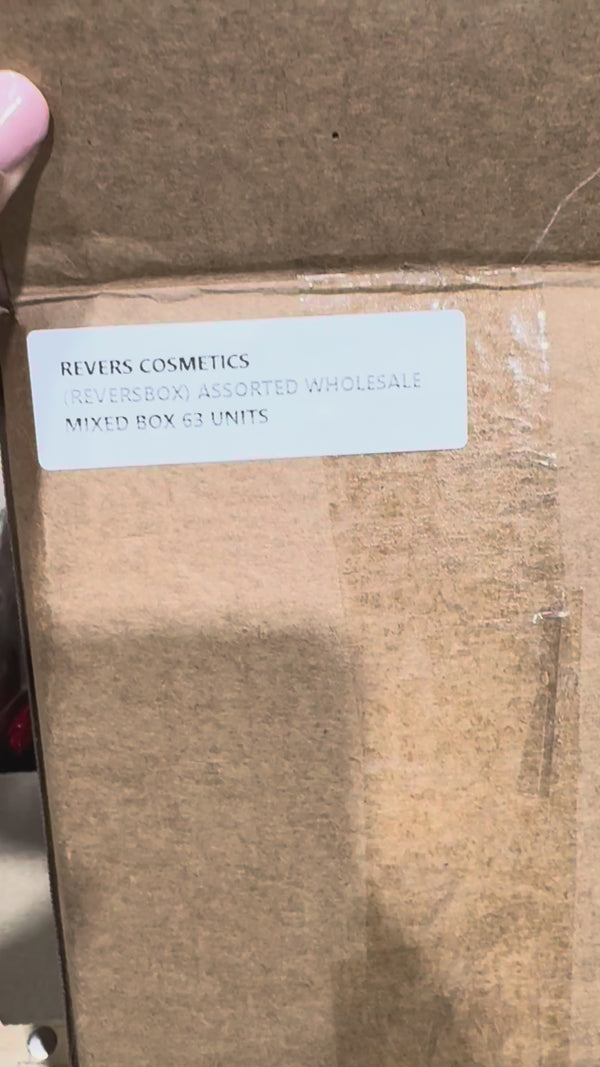 REVERS COSMETICS
(REVERSBOX) ASSORTED WHOLESALE
MIXED BOX 63 UNITS